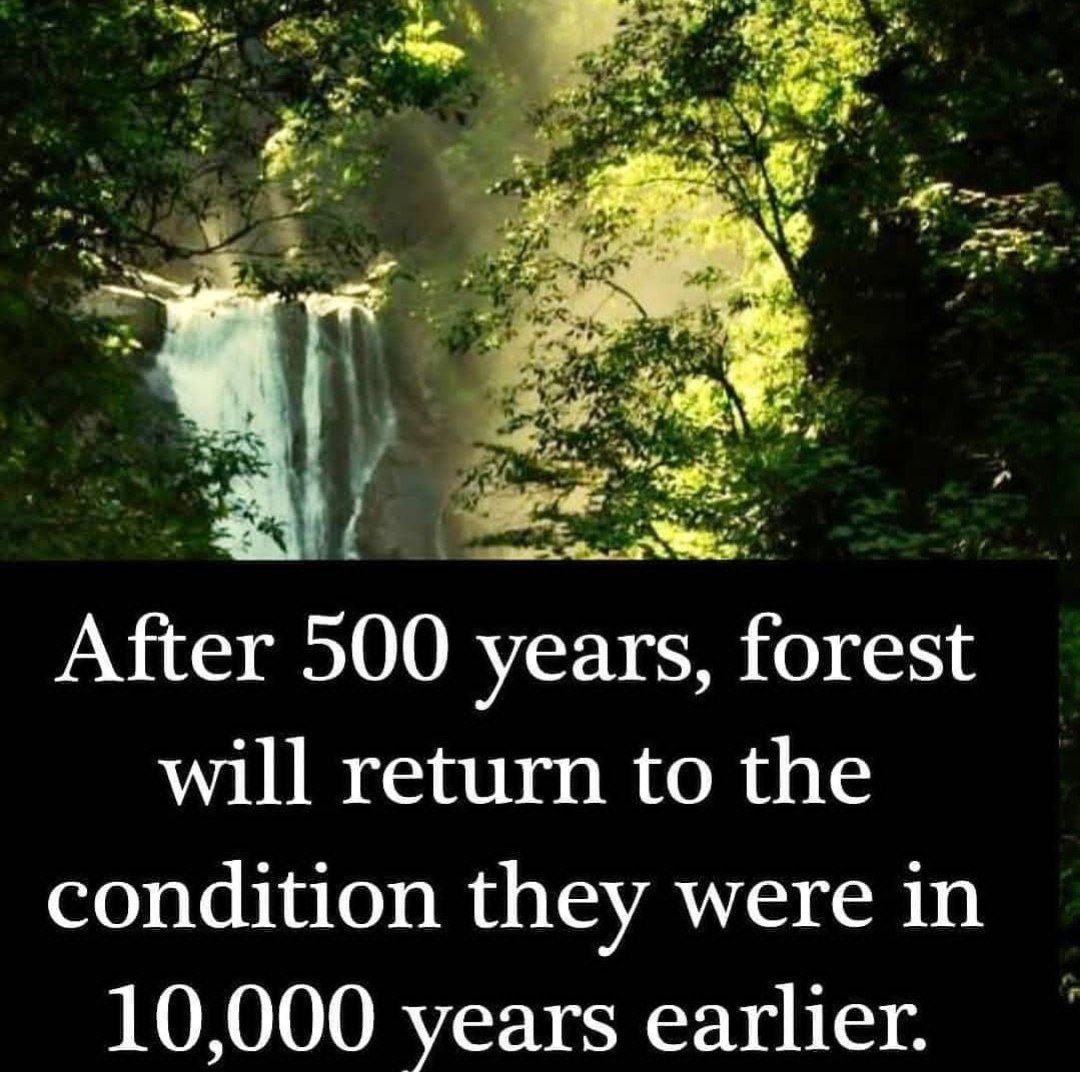 After 500 years, forest
will return to the
condition they were in
10,000 years earlier.